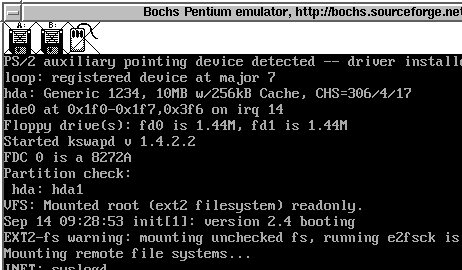 Bochs Pentium emulator, http://bochs.sourceforge.net
A: B:
PS/2 auxiliary pointing device detected -- driver installe
loop: registered device at major 7
hda: Generic 1234, 10MB w/256kB Cache, CHS=306/4/17
ide0 at 0x1f0-0x1f7,0x3f6 on irq 14
Floppy drive(s): fd0 is 1.44M, fd1 is 1.44M
Started kswapd v 1.4.2.2
FDC 0 is a 8272A
Partition check:
hda: hda1
VFS: Mounted root (ext2 filesystem) readonly.
Sep 14 09:28:53 init[1]: version 2.4 booting
EXT2-fs warning: mounting unchecked fs, running e2fsck is
Mounting remote file systems...
INET: syslogd